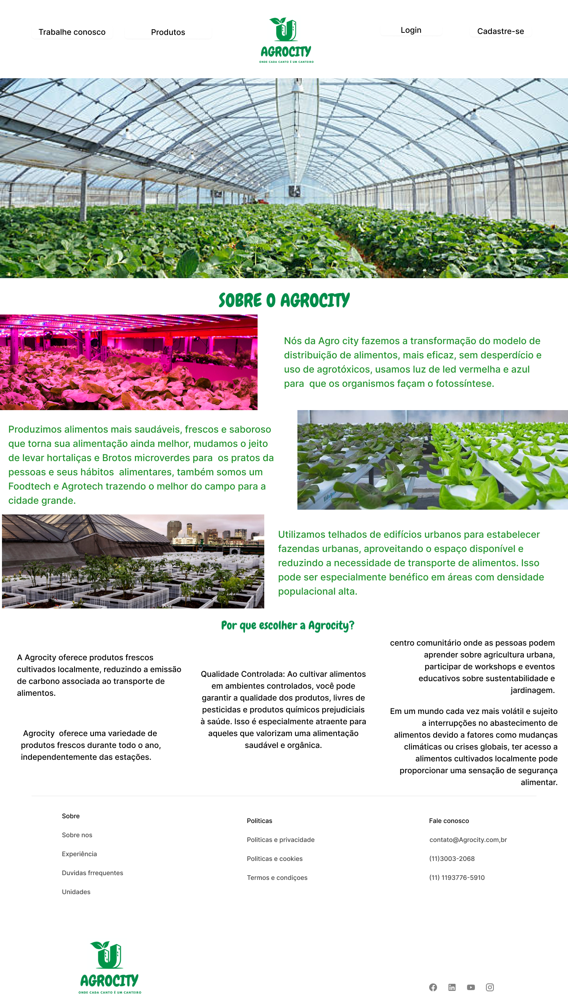 Trabalhe conosco
Produtos
AGROCITY
ONDE CADA CANTO É UM CANTEIRO
Login
Cadastre-se
SOBRE O AGROCITY
Nós da Agro city fazemos a transformação do modelo de
distribuição de alimentos, mais eficaz, sem desperdício e
uso de agrotóxicos, usamos luz de led vermelha e azul
para  que os organismos façam o fotossíntese.
Produzimos alimentos mais saudáveis, frescos e saboroso
que torna sua alimentação ainda melhor, mudamos o jeito
de levar hortaliças e Brotos microverdes para  os pratos da
pessoas e seus hábitos  alimentares, também somos um
Foodtech e Agrotech trazendo o melhor do campo para a
cidade grande.
Utilizamos telhados de edifícios urbanos para estabelecer
fazendas urbanas, aproveitando o espaço disponível e
reduzindo a necessidade de transporte de alimentos. Isso
pode ser especialmente benéfico em áreas com densidade
populacional alta.
Por que escolher a Agrocity?
A Agrocity oferece produtos frescos
cultivados localmente, reduzindo a emissão
de carbono associada ao transporte de
alimentos.
Agrocity  oferece uma variedade de
produtos frescos durante todo o ano,
independentemente das estações.
Qualidade Controlada: Ao cultivar alimentos
em ambientes controlados, você pode
garantir a qualidade dos produtos, livres de
pesticidas e produtos químicos prejudiciais
à saúde. Isso é especialmente atraente para
aqueles que valorizam uma alimentação
saudável e orgânica.
centro comunitário onde as pessoas podem
aprender sobre agricultura urbana,
participar de workshops e eventos
educativos sobre sustentabilidade e
jardinagem.
Em um mundo cada vez mais volátil e sujeito
a interrupções no abastecimento de
alimentos devido a fatores como mudanças
climáticas ou crises globais, ter acesso a
alimentos cultivados localmente pode
proporcionar uma sensação de segurança
alimentar.
Sobre
Sobre nos
Experiência
Duvidas frrequentes
Unidades
Politicas
Politicas e privacidade
Politicas e cookies
Termos e condiçoes
Fale conosco
contato@Agrocity.com,br
(11)3003-2068
(11) 1193776-5910
AGROCITY
ONDE CADA CANTO É UM CANTEIRO